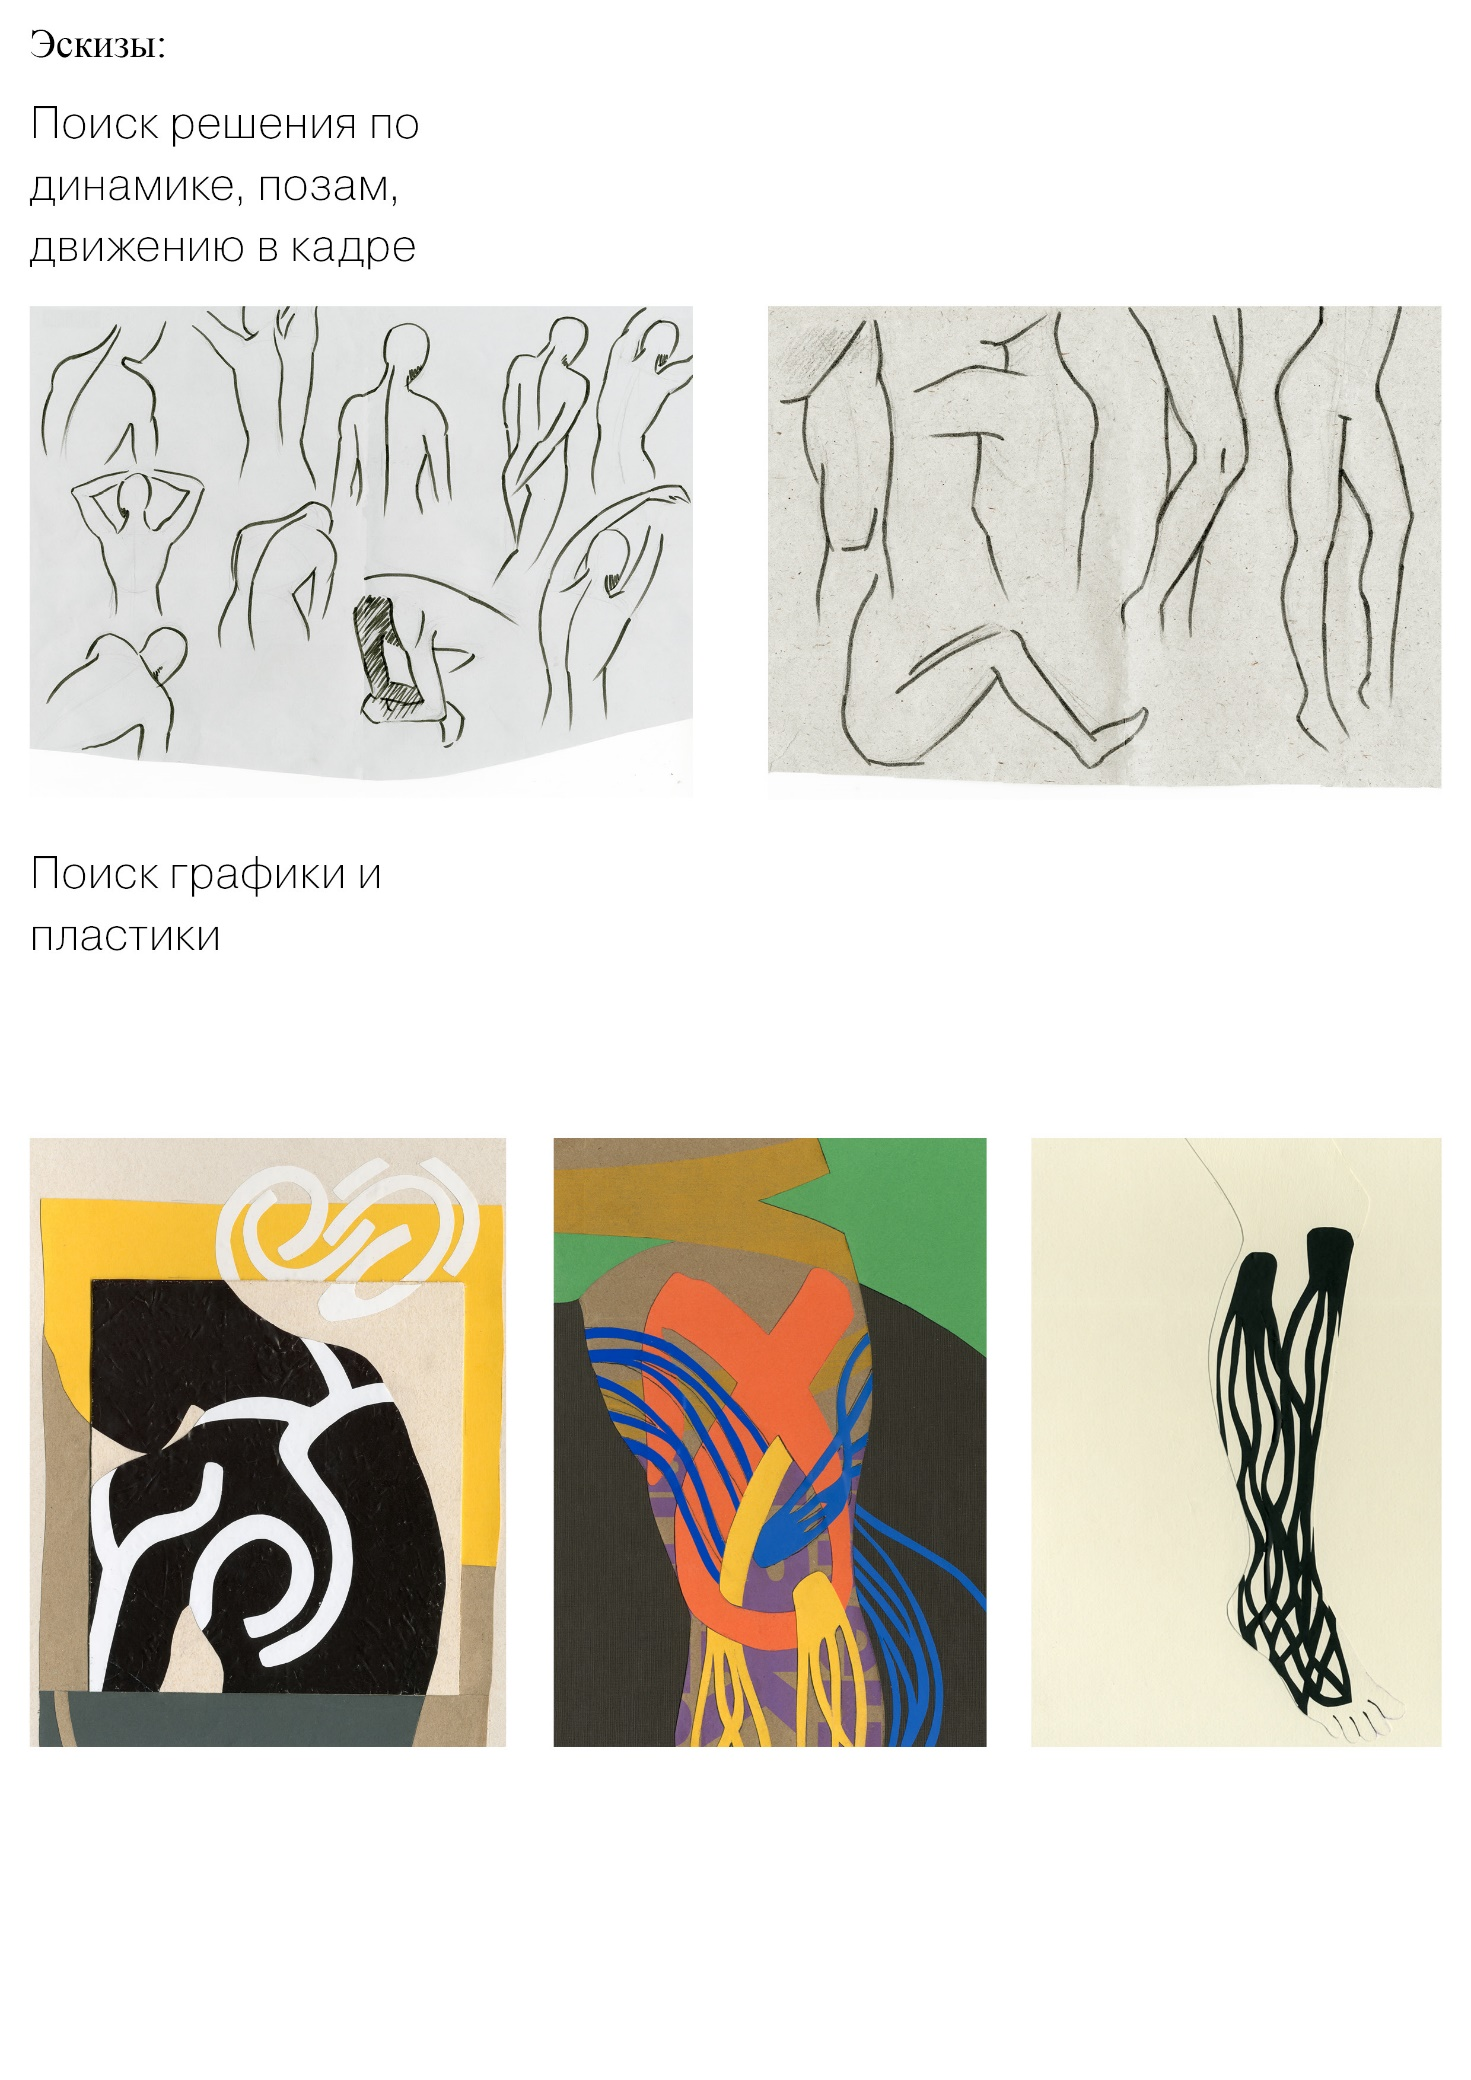 Эскизы:
Поиск решения по
динамике, позам,
движению в кадре
Поиск графики и
пластики